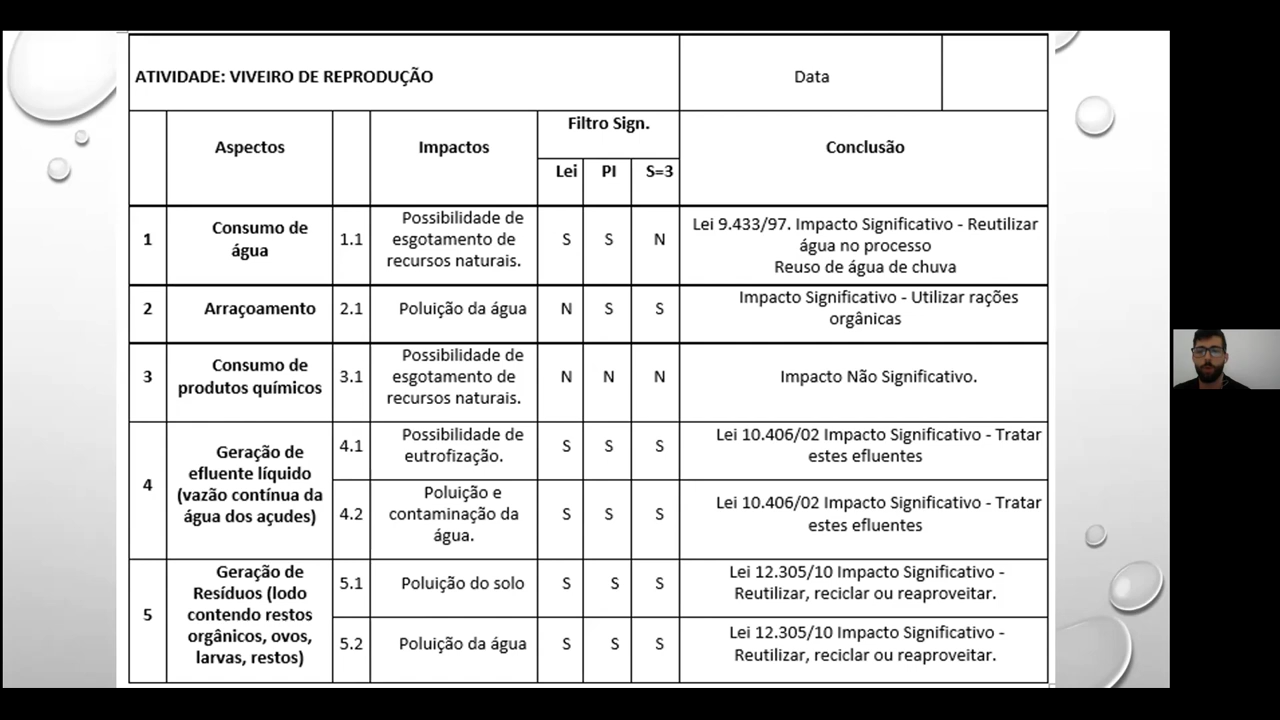 ATIVIDADE: VIVEIRO DE REPRODUÇÃO
Data
Aspectos
Impactos
Filtro Sign.
Conclusão
Lei
PI
S=3
1
Consumo de
água
1.1
Possibilidade de
esgotamento de
recursos naturais.
S
S
N
Lei 9.433/97. Impacto Significativo - Reutilizar
água no processo
Reuso de água de chuva
2
Arraçoamento
2.1
Poluição da água
N
S
S
Impacto Significativo - Utilizar rações
orgânicas
3
Consumo de
produtos químicos
3.1
Possibilidade de
esgotamento de
recursos naturais.
N
N
N
Impacto Não Significativo.
4
Geração de
efluente líquido
(vazão contínua da
água dos açudes)
4.1
Possibilidade de
eutrofização.
S
S
S
Lei 10.406/02 Impacto Significativo - Tratar
estes efluentes
4.2
Poluição e
contaminação da
água.
S
S
S
Lei 10.406/02 Impacto Significativo - Tratar
estes efluentes
5
Geração de
Resíduos (lodo
contendo restos
orgânicos, ovos,
larvas, restos)
5.1
Poluição do solo
S
S
S
Lei 12.305/10 Impacto Significativo -
Reutilizar, reciclar ou reaproveitar.
5.2
Poluição da água
S
S
S
Lei 12.305/10 Impacto Significativo -
Reutilizar, reciclar ou reaproveitar.